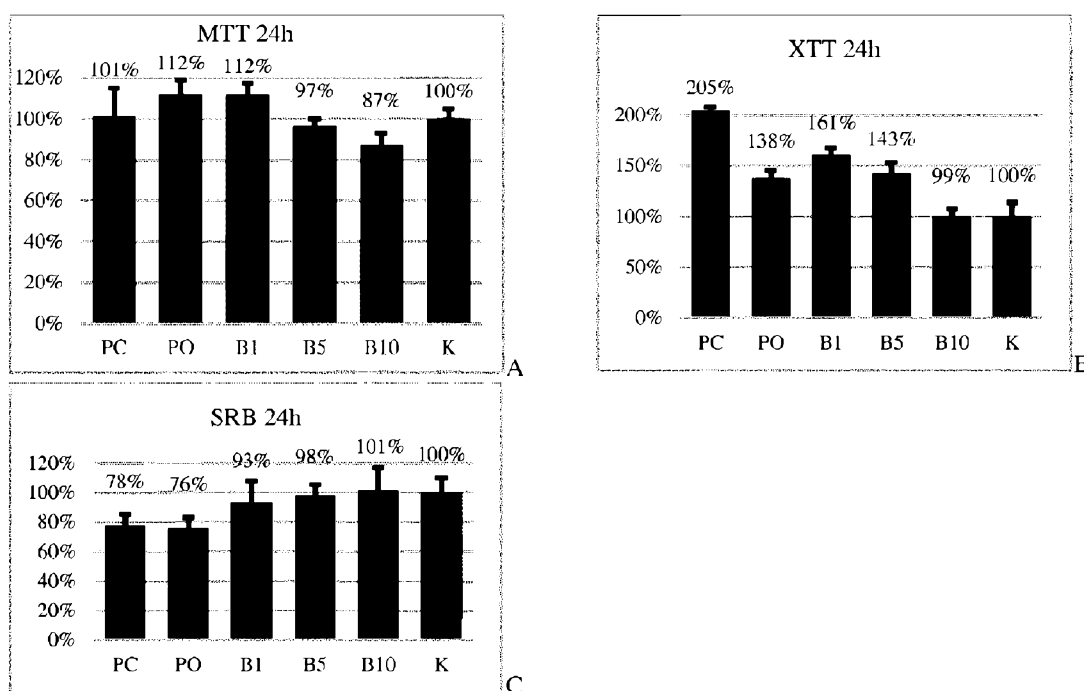 MTT 24h
101% 112% 112% 97% 87% 100%
120%
100%
80%
60%
40%
20%
0%
PC PO B1 B5 B10 K
A
XTT 24h
205% 138% 161% 143% 99% 100%
200%
150%
100%
50%
0%
PC PO B1 B5 B10 K
SRB 24h
78% 76% 93% 98% 101% 100%
120%
100%
80%
60%
40%
20%
0%
PC PO B1 B5 B10 K
C